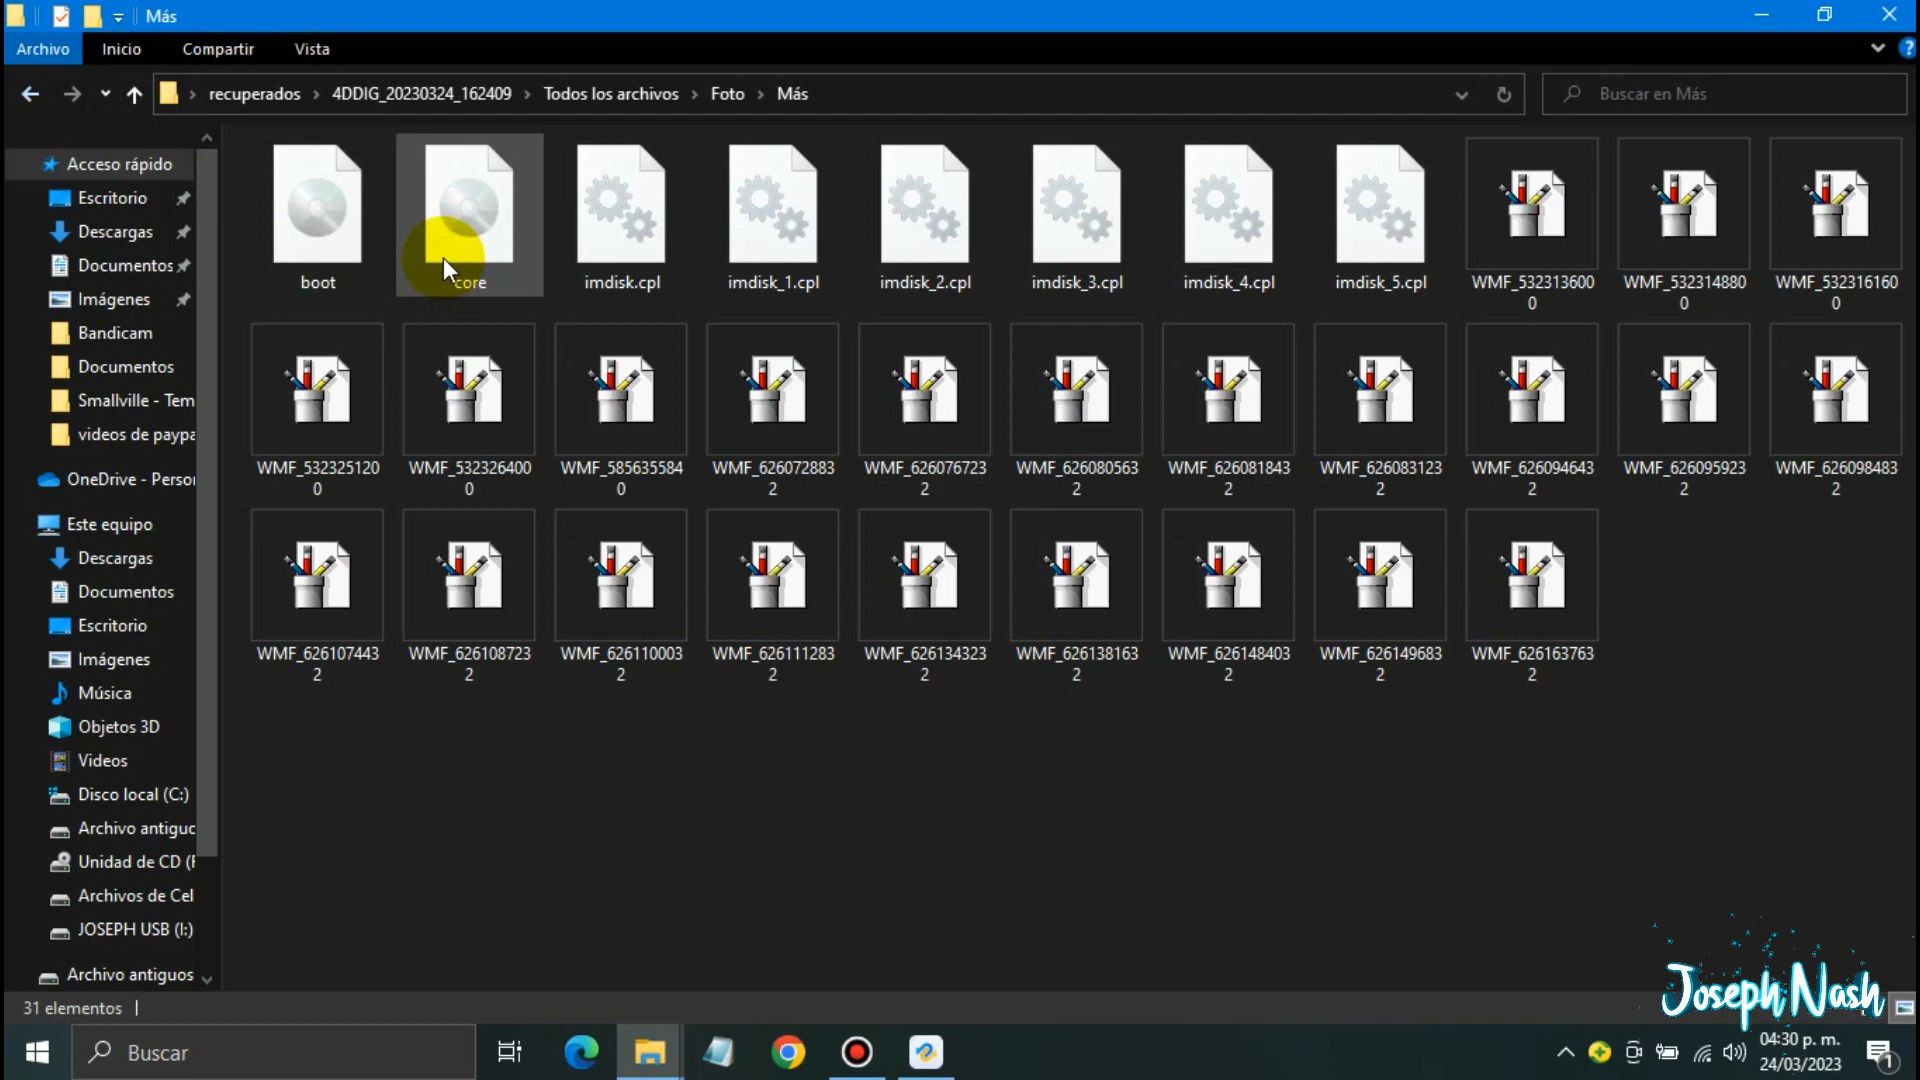 Más
Archivo Inicio Compartir Vista
recuperados 4DDIG_20230324_162409 Todos los archivos Foto Más
Buscar en Más
Acceso rápido
Escritorio
Descargas
Documentos
Imágenes
Bandicam
Documentos
Smallville - Tem
videos de paypa
OneDrive - Person
Este equipo
Descargas
Documentos
Escritorio
Imágenes
Música
Objetos 3D
Videos
Disco local (C:)
Archivo antiguo
Unidad de CD (F
Archivos de Cel
JOSEPH USB (I:)
Archivo antiguos
boot core imdisk.cpl imdisk_1.cpl imdisk_2.cpl imdisk_3.cpl imdisk_4.cpl imdisk_5.cpl WMF_532313600 WMF_532314880 WMF_532316160
0 0 0
WMF_532325120 WMF_532326400 WMF_585635584 WMF_626072883 WMF_626076723 WMF_626080563 WMF_626081843 WMF_626083123 WMF_626094643 WMF_626095923 WMF_626098483
0 0 0 2 2 2 2 2 2 2 2
WMF_626107443 WMF_626108723 WMF_626110003 WMF_626111283 WMF_626134323 WMF_626138163 WMF_626148403 WMF_626149683 WMF_626163763
2 2 2 2 2 2 2 2 2
31 elementos
Joseph Nash
Buscar
04:30 p. m.
24/03/2023
1